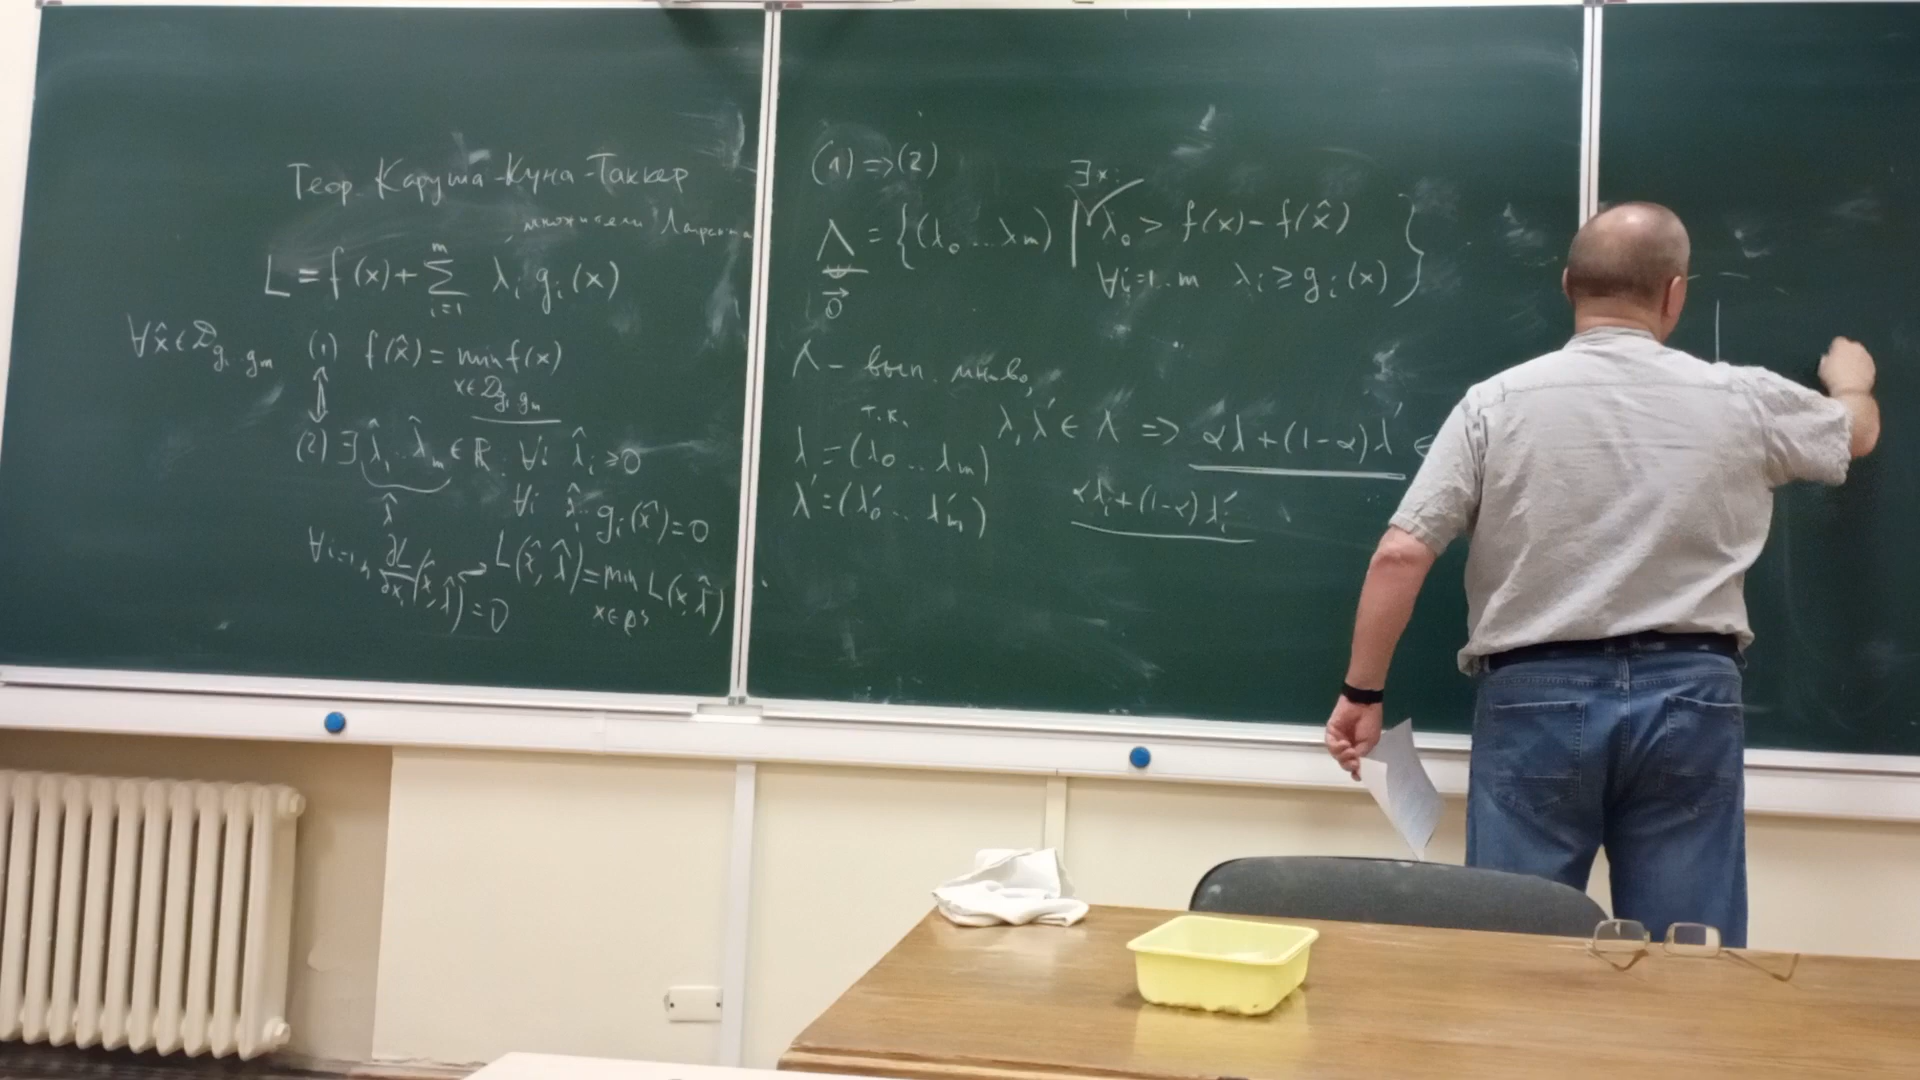 Теор. Каруша-Куна-Таккер
множители Лагранжа
L = f(x) + ∑_{i=1}^{m} λ_i g_i(x)
∀x̂ ∈ 𝒟_{g_1..g_m} (1) f(x̂) = min_{x∈𝒟_{g_1..g_m}} f(x)
⇕
(2) ∃ λ̂_1..λ̂_m ∈ ℝ ∀i λ̂_i ≥ 0
λ̂ ∀i λ̂_i g_i(x̂) = 0
∀i=1..n ∂L/∂x_i (x̂, λ̂) = 0
L(x̂, λ̂) = min L(x, λ̂)
(1) ⇒ (2)
∃x:
Λ = {(λ_0 ... λ_m) | λ_0 > f(x) - f(x̂)
∀i=1..m λ_i ≥ g_i(x) }
0⃗
Λ - вып. мн-во,
т.к. λ, λ' ∈ Λ ⇒ αλ + (1-α)λ' ∈
λ = (λ_0 .. λ_m)
λ' = (λ'_0 .. λ'_m) αλ_i + (1-α)λ'_i